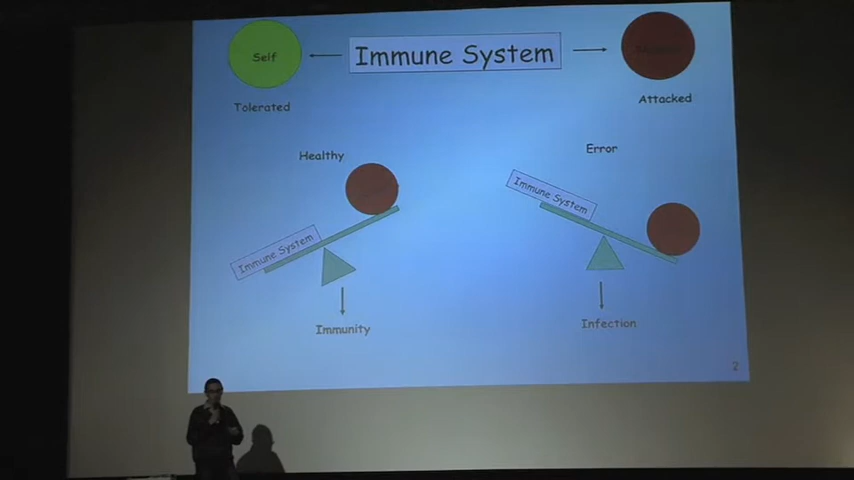 Self
Immune System
Tolerated
Attacked
Healthy
Error
Immune System
Immune System
Immunity
Infection
2